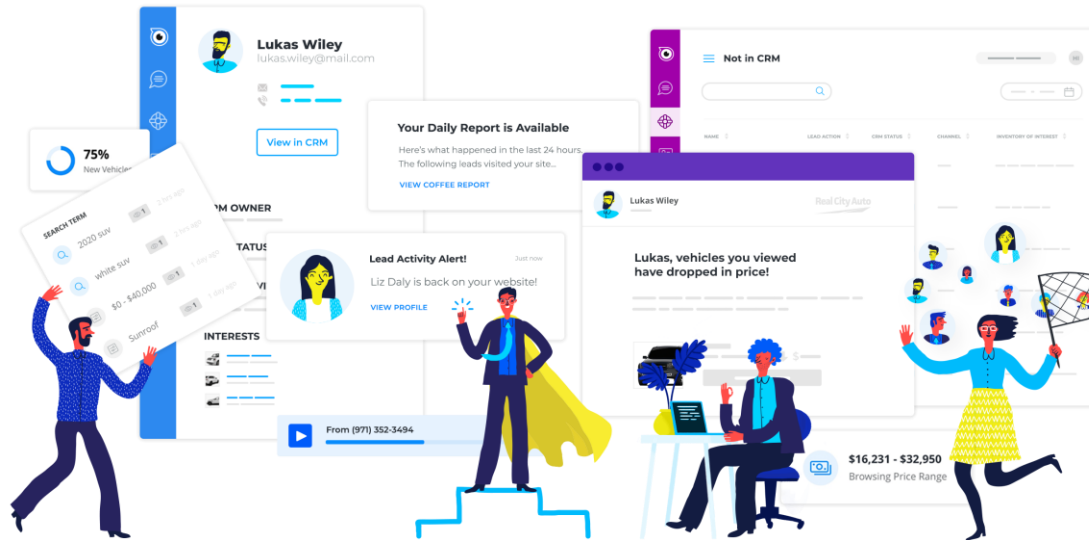 Lukas Wiley
lukas.wiley@mail.com
View in CRM
75%
New Vehicles
SEARCH TERM
2020 suv
1
2 hrs ago
white suv
1
2 hrs ago
$0 - $40,000
1
1 day ago
Sunroof
1
1 day ago
RM OWNER
TATUS
VI
INTERESTS
Your Daily Report is Available
Here's what happened in the last 24 hours.
The following leads visited your site...
VIEW COFFEE REPORT
Lead Activity Alert!
Just now
Liz Daly is back on your website!
VIEW PROFILE
From (971) 352-3494
Not in CRM
NAME
LEAD ACTION
CRM STATUS
CHANNEL
INVENTORY OF INTEREST
Lukas Wiley
Real City Auto
Lukas, vehicles you viewed
have dropped in price!
$
$16,231 - $32,950
Browsing Price Range